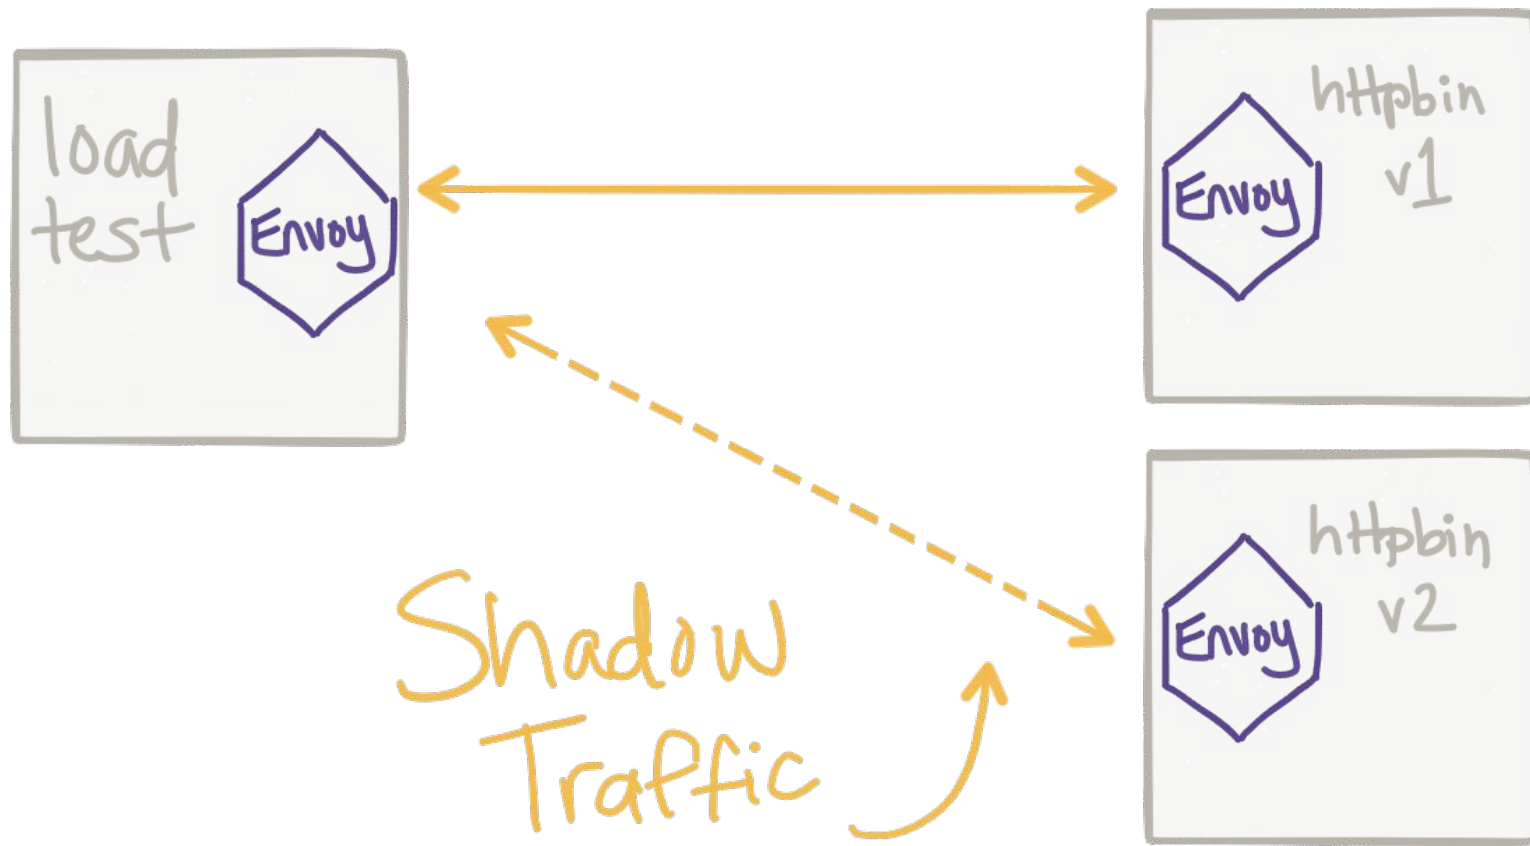 load
test
Envoy
httpbin
v1
Envoy
httpbin
v2
Envoy
Shadow
Traffic